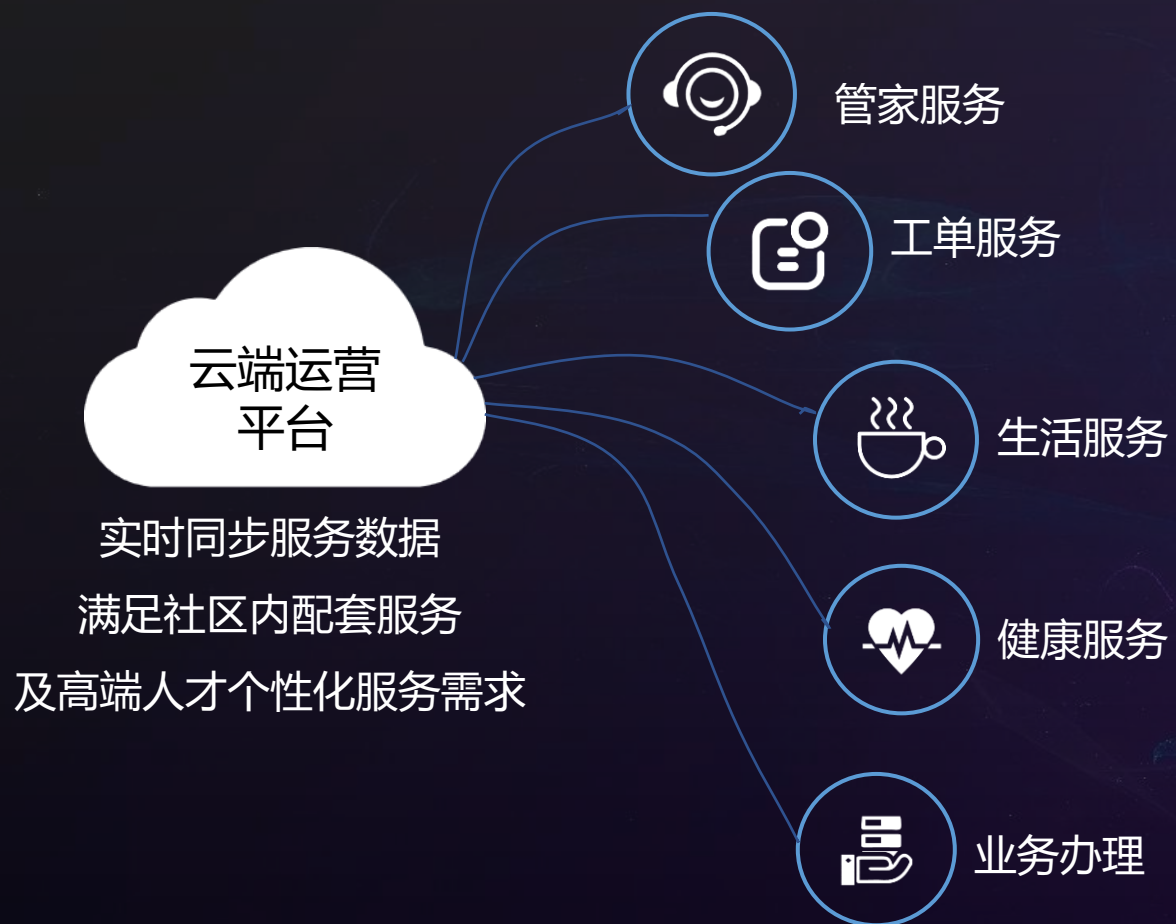 管家服务
工单服务
云端运营
平台
生活服务
实时同步服务数据
满足社区内配套服务
及高端人才个性化服务需求
健康服务
业务办理